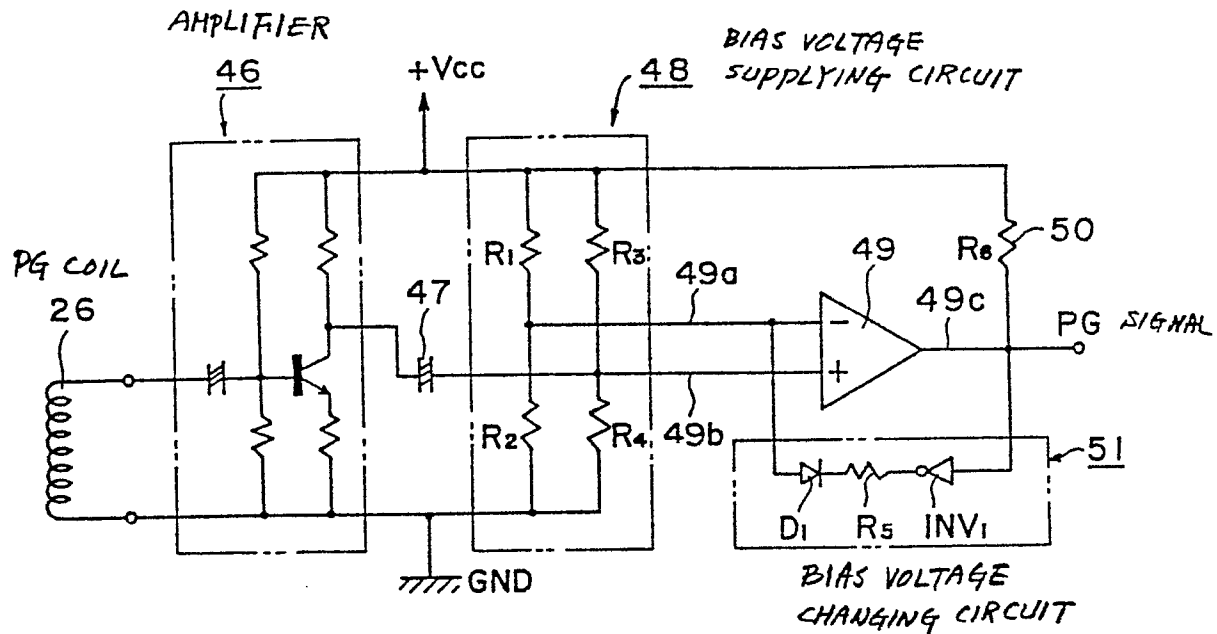 AMPLIFIER
46
+Vcc
48
BIAS VOLTAGE
SUPPLYING CIRCUIT
PG COIL
26
47
R1
R3
R2
R4
49a
49b
49
49c
R6
50
PG SIGNAL
51
D1
R5
INV1
GND
BIAS VOLTAGE
CHANGING CIRCUIT